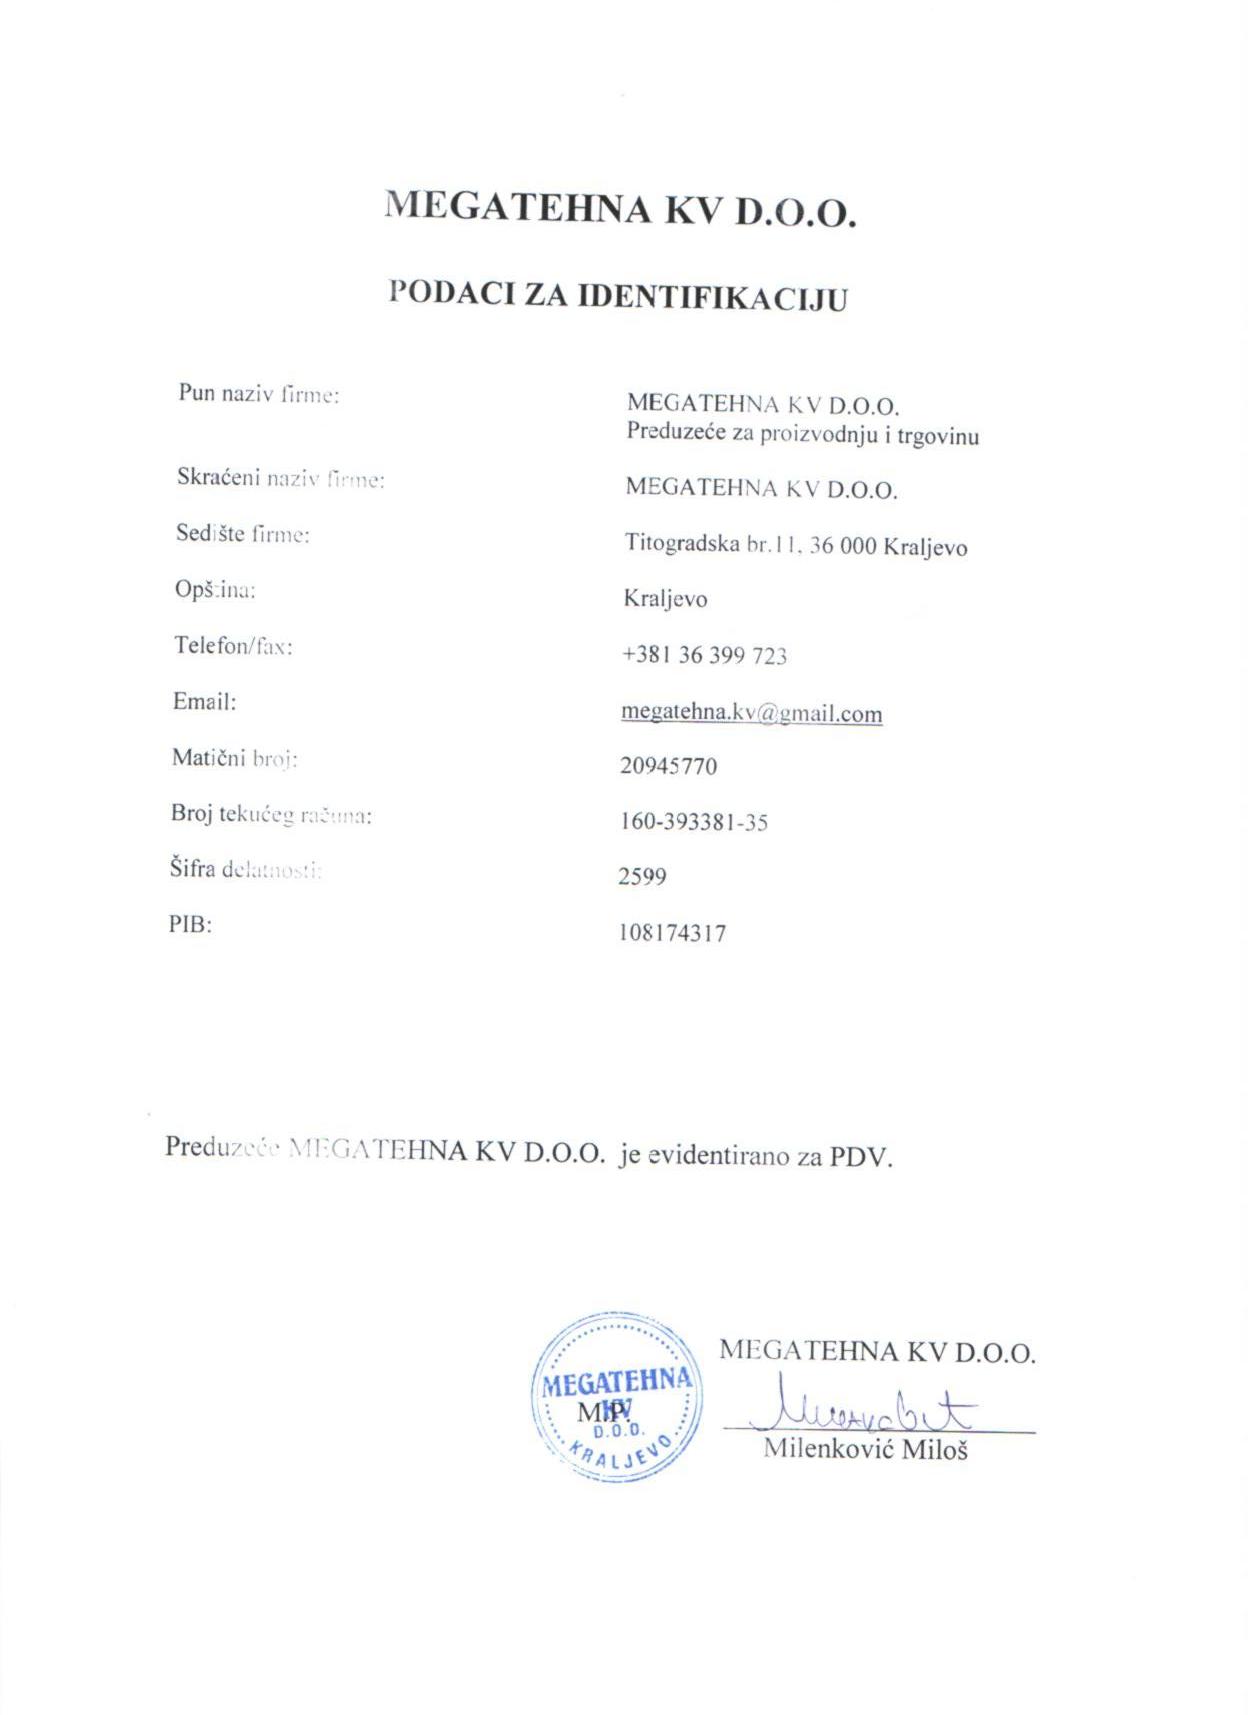 MEGATEHNA KV D.O.O.
PODACI ZA IDENTIFIKACIJU
Pun naziv firme: MEGATEHNA KV D.O.O.
Preduzeće za proizvodnju i trgovinu
Skraćeni naziv firme: MEGATEHNA KV D.O.O.
Sedište firme: Titogradska br.11, 36 000 Kraljevo
Opština: Kraljevo
Telefon/fax: +381 36 399 723
Email: megatehna.kv@gmail.com
Matični broj: 20945770
Broj tekućeg računa: 160-393381-35
Šifra delatnosti: 2599
PIB: 108174317
Preduzeće MEGATEHNA KV D.O.O. je evidentirano za PDV.
MEGATEHNA
KV
D.O.O.
KRALJEVO
M.P.
MEGATEHNA KV D.O.O.
Milenković Miloš